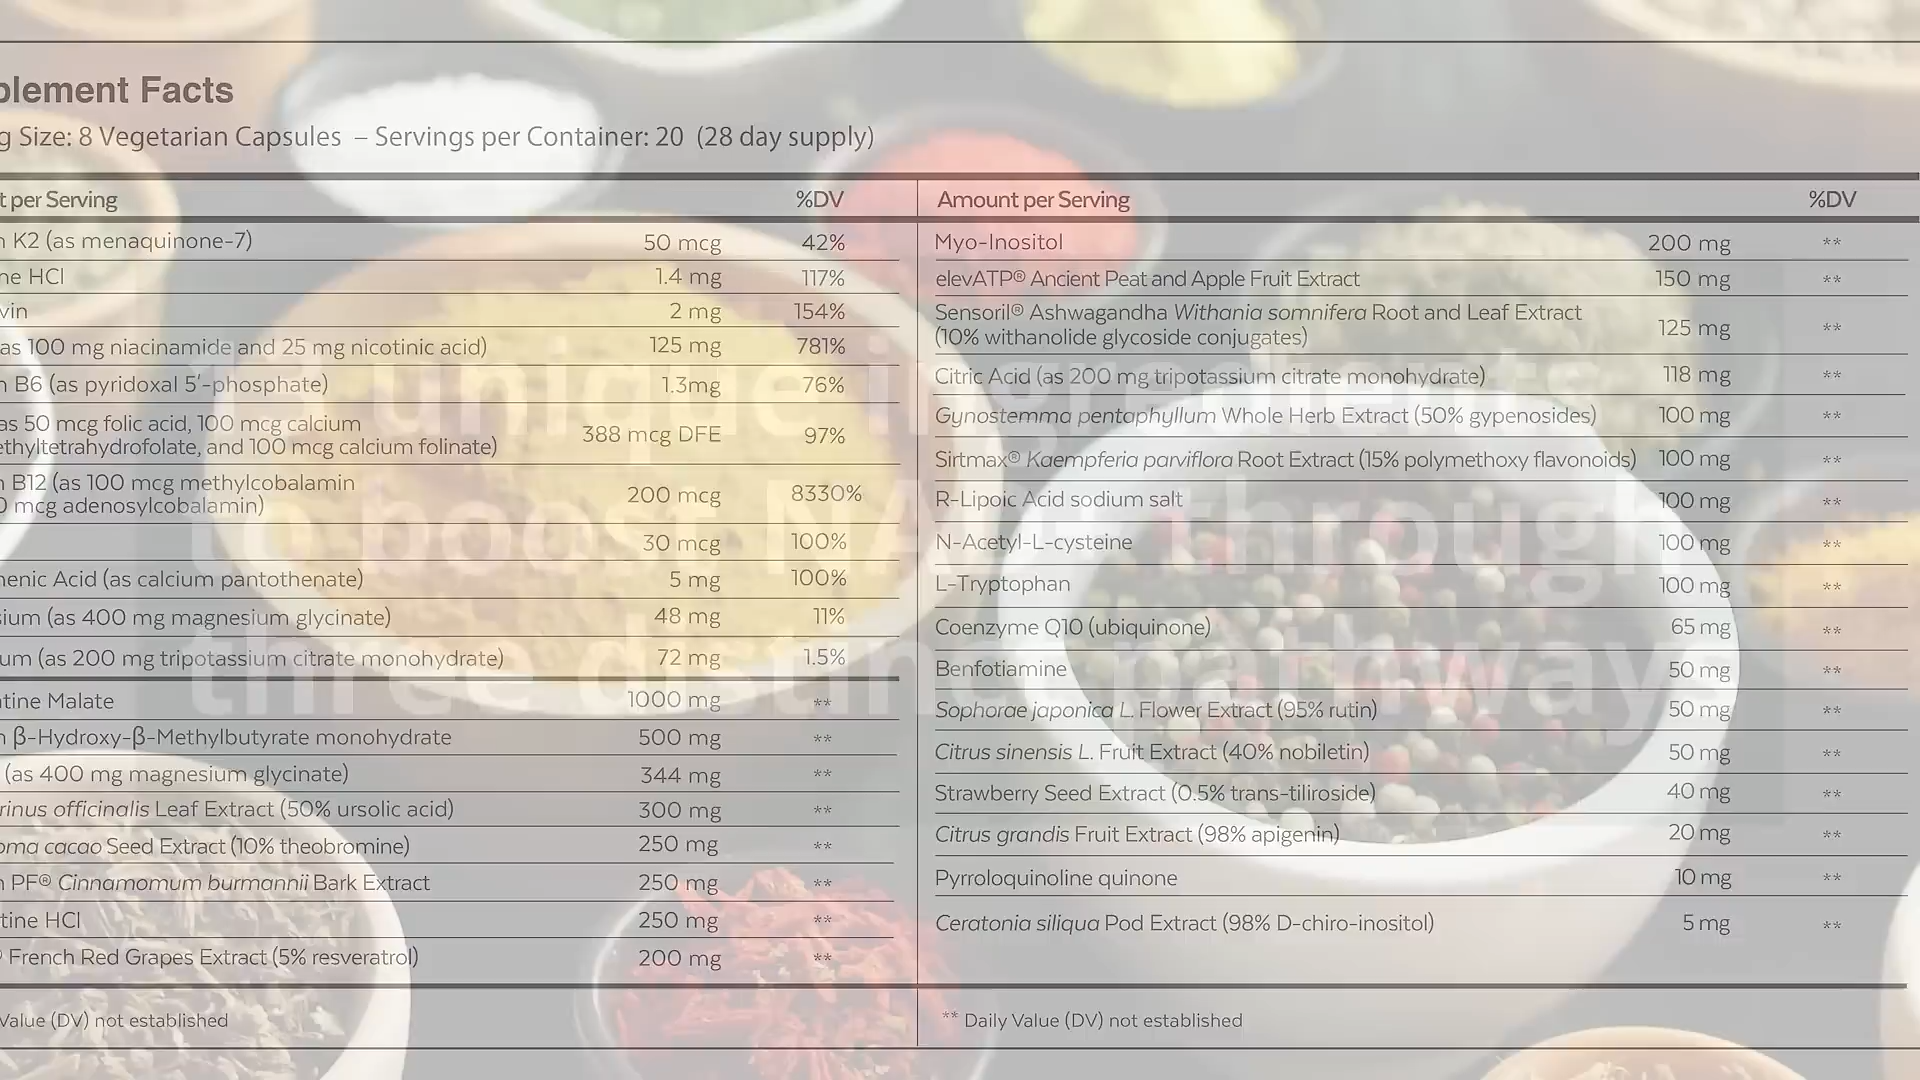 plement Facts
g Size: 8 Vegetarian Capsules – Servings per Container: 20 (28 day supply)
t per Serving %DV
n K2 (as menaquinone-7) 50 mcg 42%
ne HCl 1.4 mg 117%
vin 2 mg 154%
as 100 mg niacinamide and 25 mg nicotinic acid) 125 mg 781%
n B6 (as pyridoxal 5'-phosphate) 1.3mg 76%
as 50 mcg folic acid, 100 mcg calcium
ethyltetrahydrofolate, and 100 mcg calcium folinate) 388 mcg DFE 97%
n B12 (as 100 mcg methylcobalamin
0 mcg adenosylcobalamin) 200 mcg 8330%
30 mcg 100%
henic Acid (as calcium pantothenate) 5 mg 100%
sium (as 400 mg magnesium glycinate) 48 mg 11%
um (as 200 mg tripotassium citrate monohydrate) 72 mg 1.5%
atine Malate 1000 mg **
n β-Hydroxy-β-Methylbutyrate monohydrate 500 mg **
(as 400 mg magnesium glycinate) 344 mg **
rinus officinalis Leaf Extract (50% ursolic acid) 300 mg **
oma cacao Seed Extract (10% theobromine) 250 mg **
n PF® Cinnamomum burmannii Bark Extract 250 mg **
tine HCl 250 mg **
® French Red Grapes Extract (5% resveratrol) 200 mg **
Value (DV) not established
Amount per Serving %DV
Myo-Inositol 200 mg **
elevATP® Ancient Peat and Apple Fruit Extract 150 mg **
Sensoril® Ashwagandha Withania somnifera Root and Leaf Extract
(10% withanolide glycoside conjugates) 125 mg **
Citric Acid (as 200 mg tripotassium citrate monohydrate) 118 mg **
Gynostemma pentaphyllum Whole Herb Extract (50% gypenosides) 100 mg **
Sirtmax® Kaempferia parviflora Root Extract (15% polymethoxy flavonoids) 100 mg **
R-Lipoic Acid sodium salt 100 mg **
N-Acetyl-L-cysteine 100 mg **
L-Tryptophan 100 mg **
Coenzyme Q10 (ubiquinone) 65 mg **
Benfotiamine 50 mg **
Sophorae japonica L. Flower Extract (95% rutin) 50 mg **
Citrus sinensis L. Fruit Extract (40% nobiletin) 50 mg **
Strawberry Seed Extract (0.5% trans-tiliroside) 40 mg **
Citrus grandis Fruit Extract (98% apigenin) 20 mg **
Pyrroloquinoline quinone 10 mg **
Ceratonia siliqua Pod Extract (98% D-chiro-inositol) 5 mg **
** Daily Value (DV) not established
unique ingredients
to boost NAD+ through
three distinct pathways